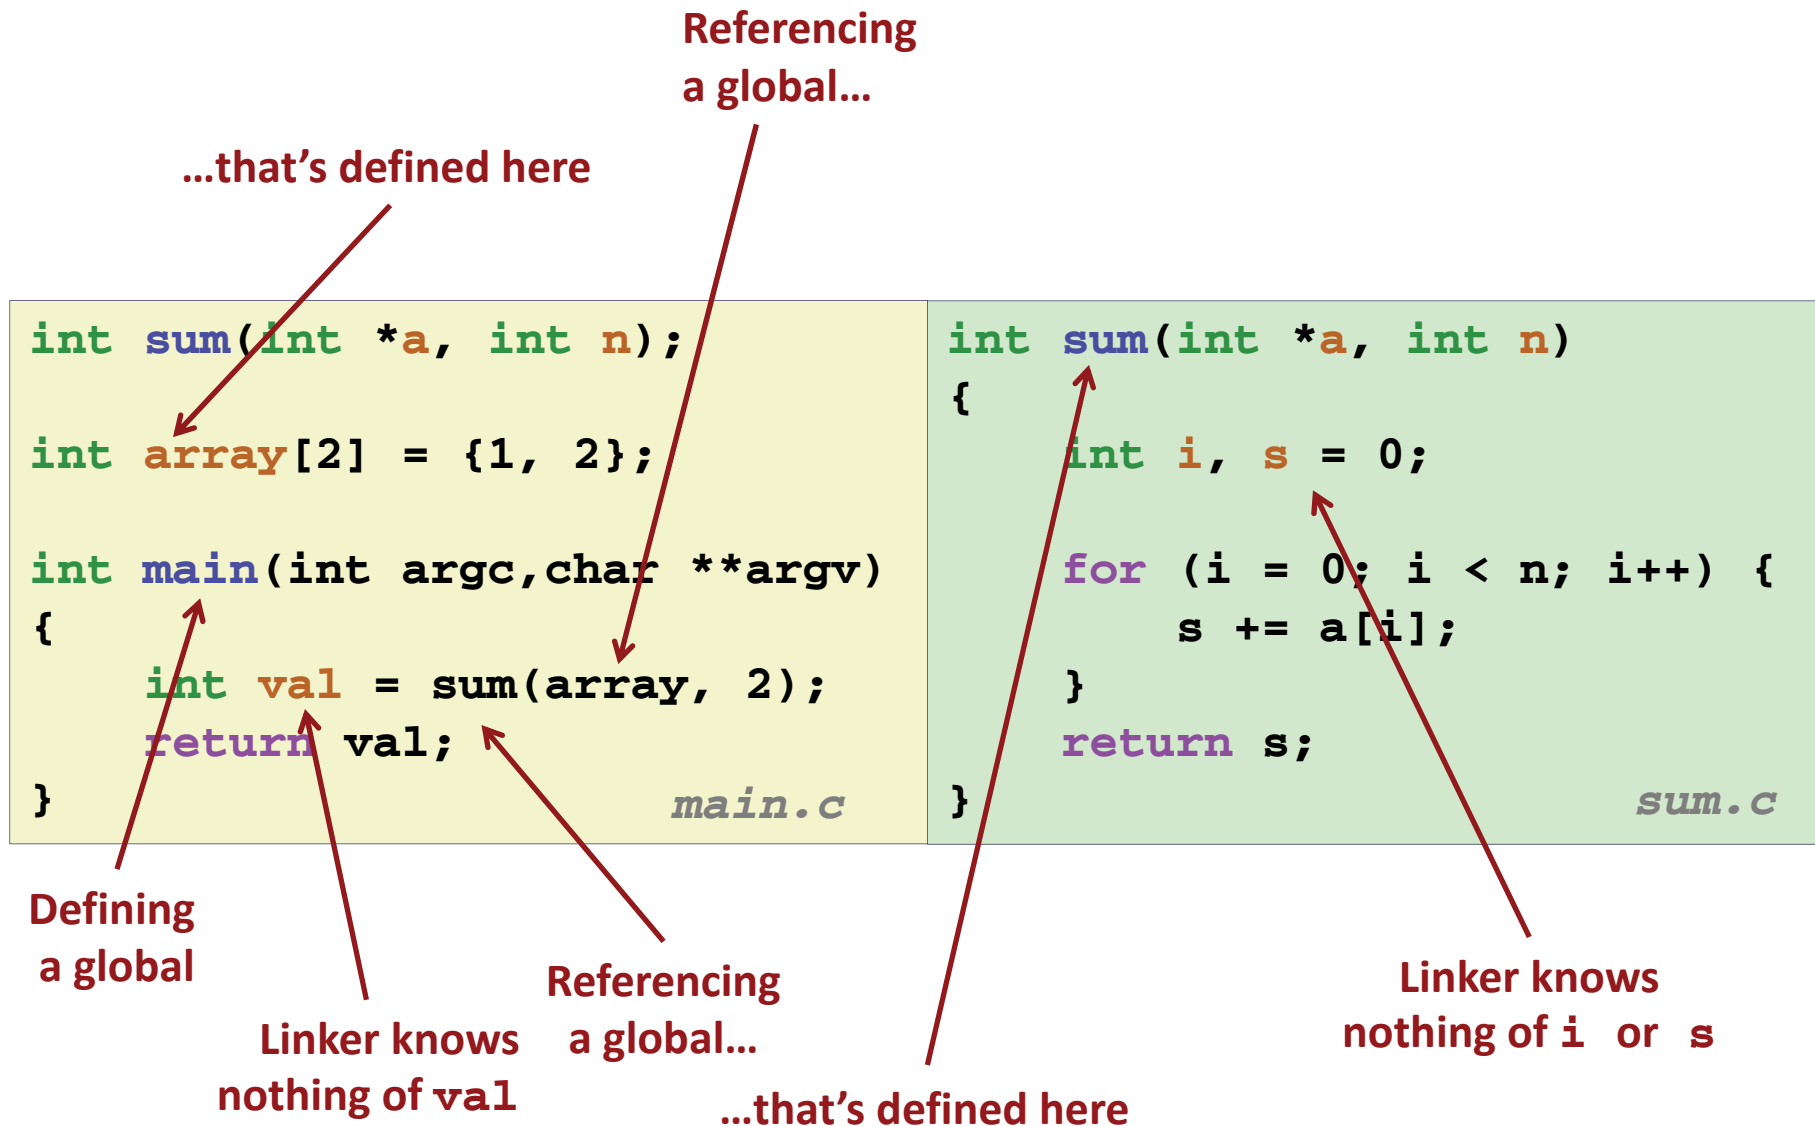 Referencing
a global…
…that’s defined here
int sum(int *a, int n);
int array[2] = {1, 2};
int main(int argc,char **argv)
{
    int val = sum(array, 2);
    return val;
}
main.c
int sum(int *a, int n)
{
    int i, s = 0;
    for (i = 0; i < n; i++) {
        s += a[i];
    }
    return s;
}
sum.c
Defining
a global
Linker knows
nothing of val
Referencing
a global…
…that’s defined here
Linker knows
nothing of i or s